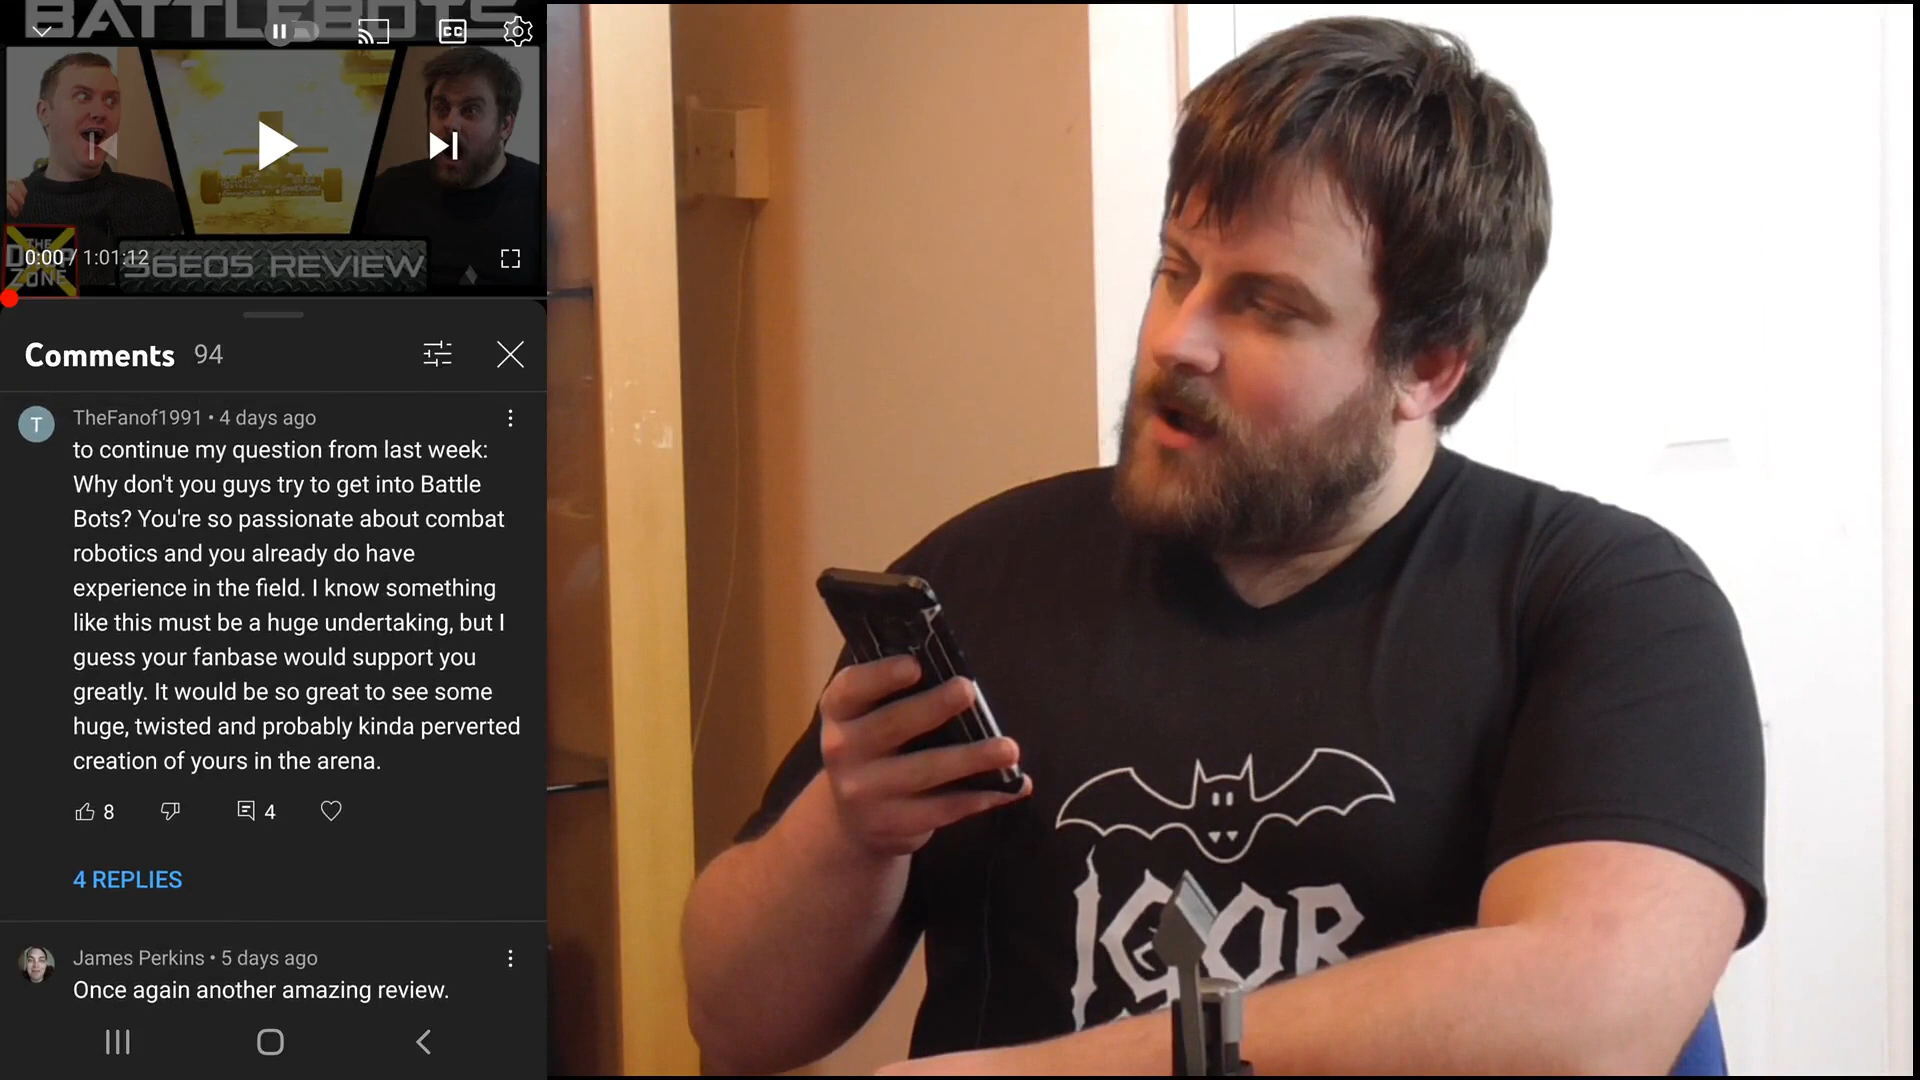 BATTLEBOTS
CC
THE
ZONE
0:00 / 1:01:12
S6E05 REVIEW
Comments 94
T
TheFanof1991 • 4 days ago
to continue my question from last week:
Why don't you guys try to get into Battle
Bots? You're so passionate about combat
robotics and you already do have
experience in the field. I know something
like this must be a huge undertaking, but I
guess your fanbase would support you
greatly. It would be so great to see some
huge, twisted and probably kinda perverted
creation of yours in the arena.
8
4
4 REPLIES
James Perkins • 5 days ago
Once again another amazing review.
IGOR